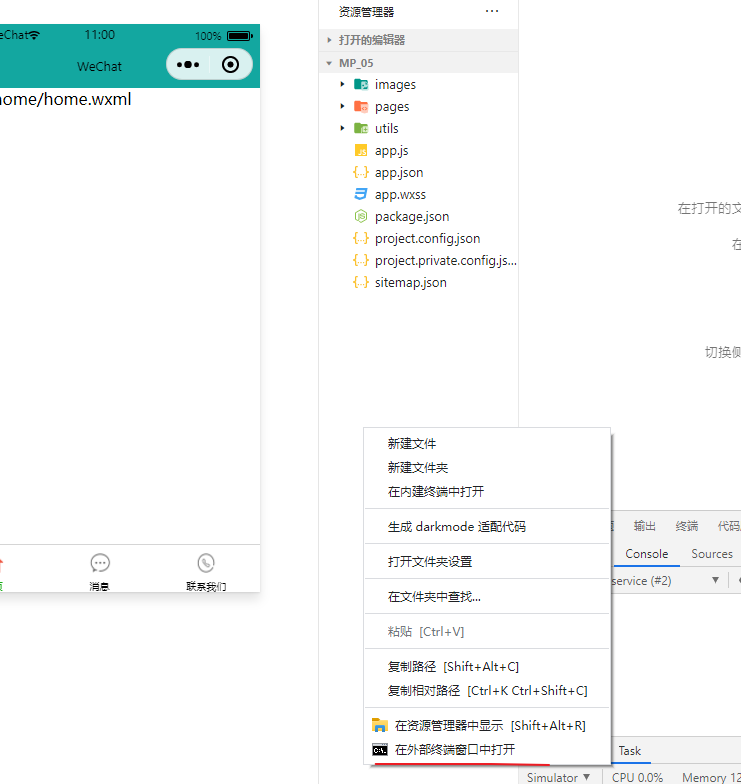 eChat
11:00
100%
WeChat
home/home.wxml
消息
联系我们
资源管理器
打开的编辑器
MP_05
images
pages
utils
app.js
app.json
app.wxss
package.json
project.config.json
project.private.config.js...
sitemap.json
在打开的文
在
切换侧
新建文件
新建文件夹
在内建终端中打开
生成 darkmode 适配代码
打开文件夹设置
在文件夹中查找...
粘贴 [Ctrl+V]
复制路径 [Shift+Alt+C]
复制相对路径 [Ctrl+K Ctrl+Shift+C]
在资源管理器中显示 [Shift+Alt+R]
在外部终端窗口中打开
输出 终端 代码
Console Sources
service (#2)
Task
Simulator CPU 0.0% Memory 12